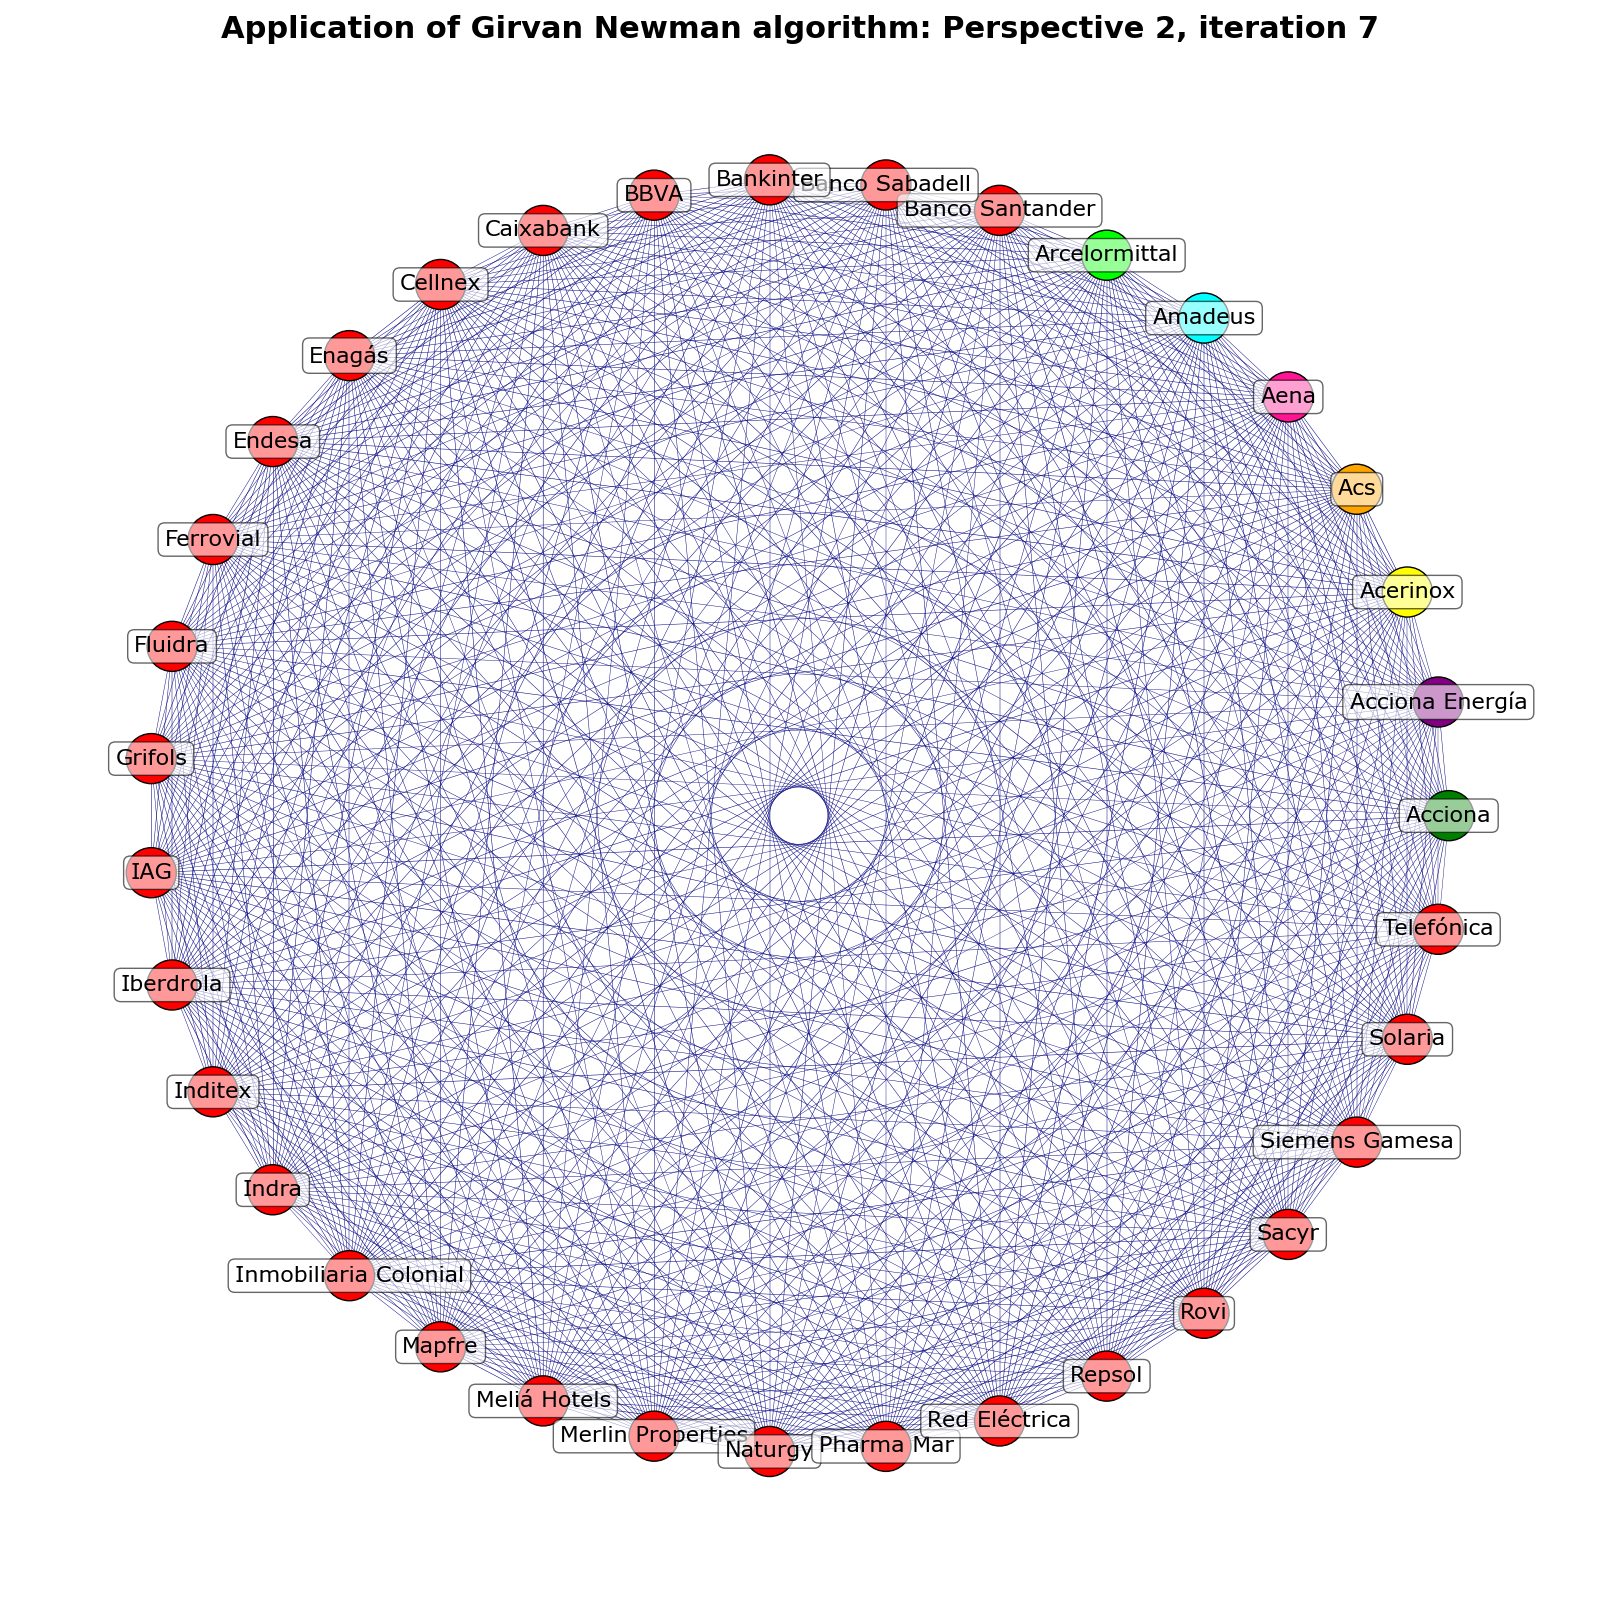 Application of Girvan Newman algorithm: Perspective 2, iteration 7
Bankinter
Banco Sabadell
BBVA
Banco Santander
Caixabank
Arcelormittal
Cellnex
Amadeus
Enagás
Aena
Endesa
Acs
Ferrovial
Acerinox
Fluidra
Acciona Energía
Grifols
Acciona
IAG
Telefónica
Iberdrola
Solaria
Inditex
Siemens Gamesa
Indra
Sacyr
Inmobiliaria Colonial
Rovi
Mapfre
Repsol
Meliá Hotels
Red Eléctrica
Merlin Properties
Naturgy
Pharma Mar